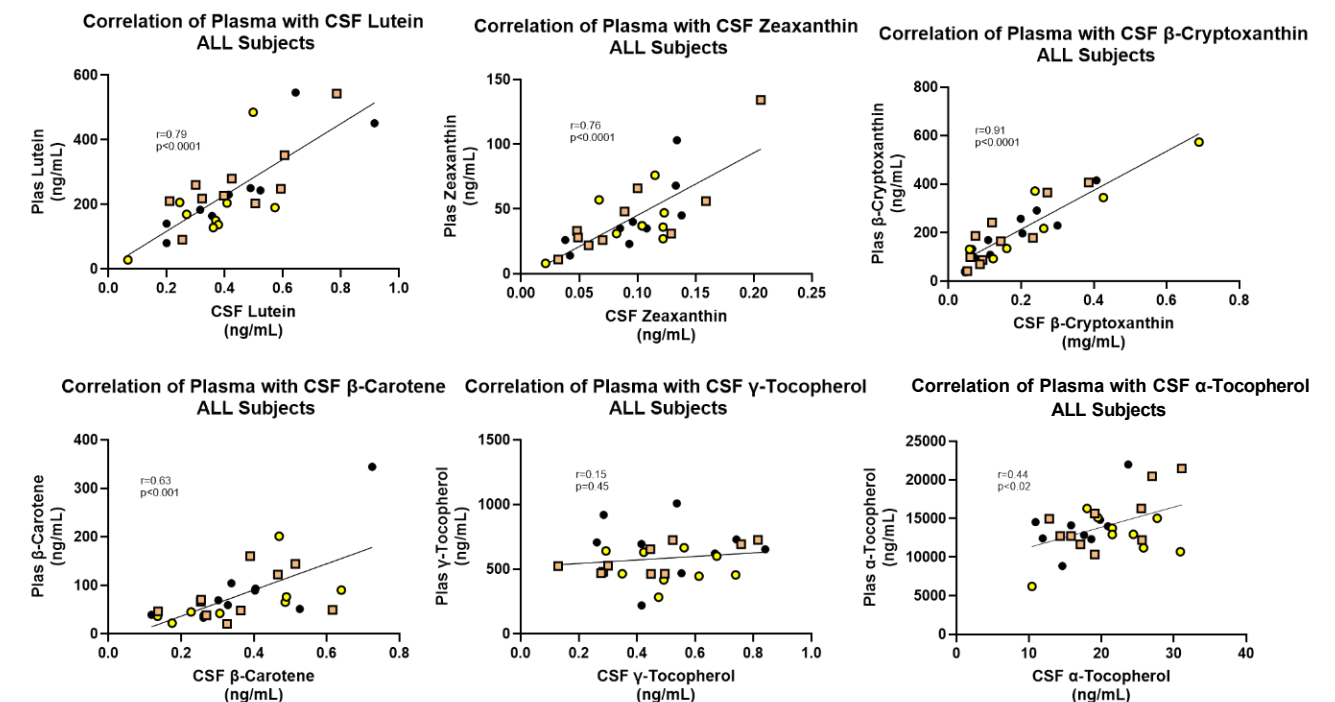 Correlation of Plasma with CSF Lutein
ALL Subjects
600
400
200
0
Plas Lutein
(ng/mL)
r=0.79
p<0.0001
0.0 0.2 0.4 0.6 0.8 1.0
CSF Lutein
(ng/mL)
Correlation of Plasma with CSF Zeaxanthin
ALL Subjects
150
100
50
0
Plas Zeaxanthin
(ng/mL)
r=0.76
p<0.0001
0.00 0.05 0.10 0.15 0.20 0.25
CSF Zeaxanthin
(ng/mL)
Correlation of Plasma with CSF β-Cryptoxanthin
ALL Subjects
800
600
400
200
0
Plas β-Cryptoxanthin
(ng/mL)
r=0.91
p<0.0001
0.0 0.2 0.4 0.6 0.8
CSF β-Cryptoxanthin
(mg/mL)
Correlation of Plasma with CSF β-Carotene
ALL Subjects
400
300
200
100
0
Plas β-Carotene
(ng/mL)
r=0.63
p<0.001
0.0 0.2 0.4 0.6 0.8
CSF β-Carotene
(ng/mL)
Correlation of Plasma with CSF γ-Tocopherol
ALL Subjects
1500
1000
500
0
Plas γ-Tocopherol
(ng/mL)
r=0.15
p=0.45
0.0 0.2 0.4 0.6 0.8 1.0
CSF γ-Tocopherol
(ng/mL)
Correlation of Plasma with CSF α-Tocopherol
ALL Subjects
25000
20000
15000
10000
5000
0
Plas α-Tocopherol
(ng/mL)
r=0.44
p<0.02
0 10 20 30 40
CSF α-Tocopherol
(ng/mL)